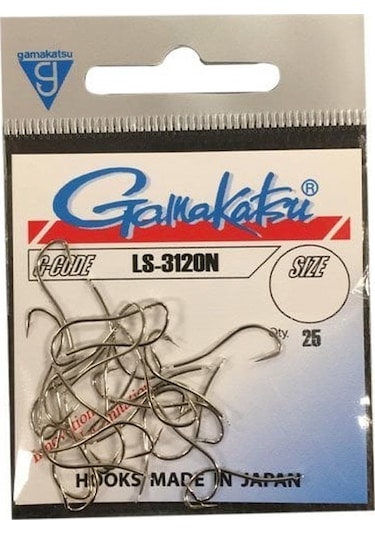 gamakatsu
g
Gamakatsu ®
G-CODE LS-3120N SIZE
Qty. 25
HOOKS MADE IN JAPAN